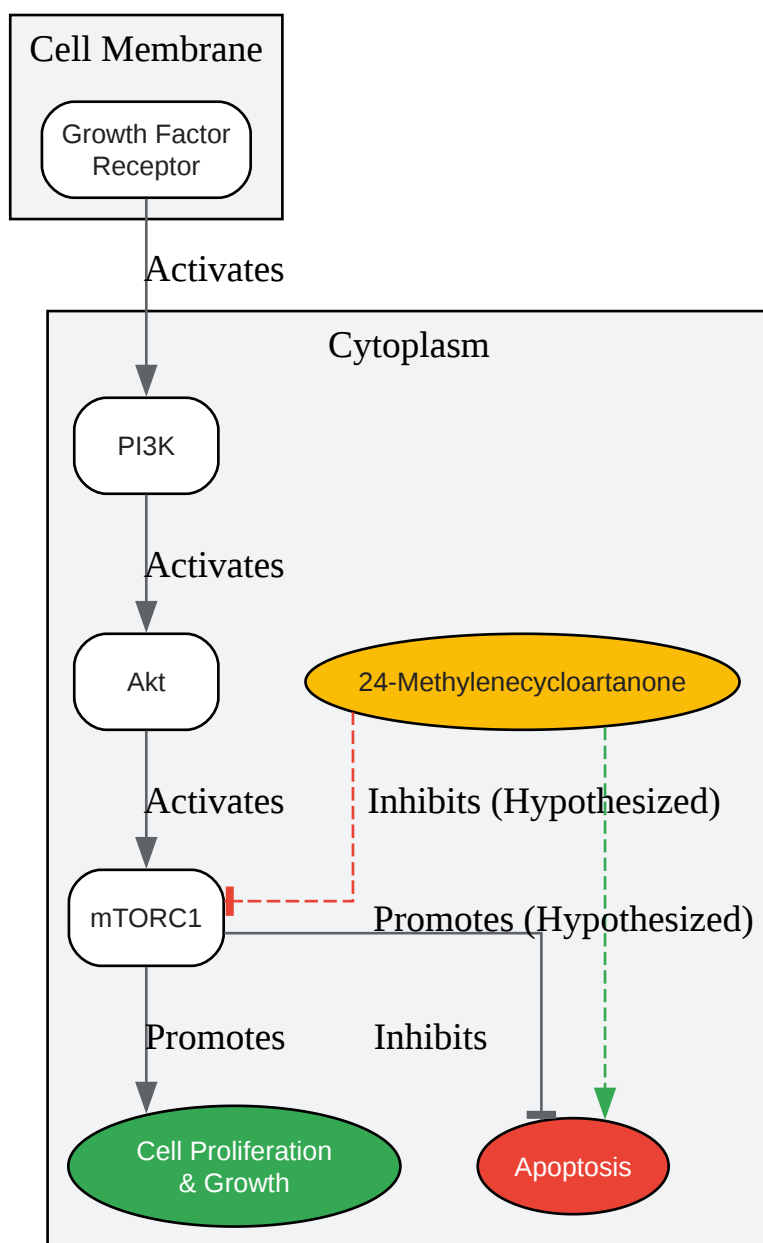 Cell Membrane
Growth Factor
Receptor
Activates
Cytoplasm
PI3K
Activates
Akt
24-Methylenecycloartanone
Activates
Inhibits (Hypothesized)
mTORC1
Promotes (Hypothesized)
Promotes
Inhibits
Cell Proliferation
& Growth
Apoptosis